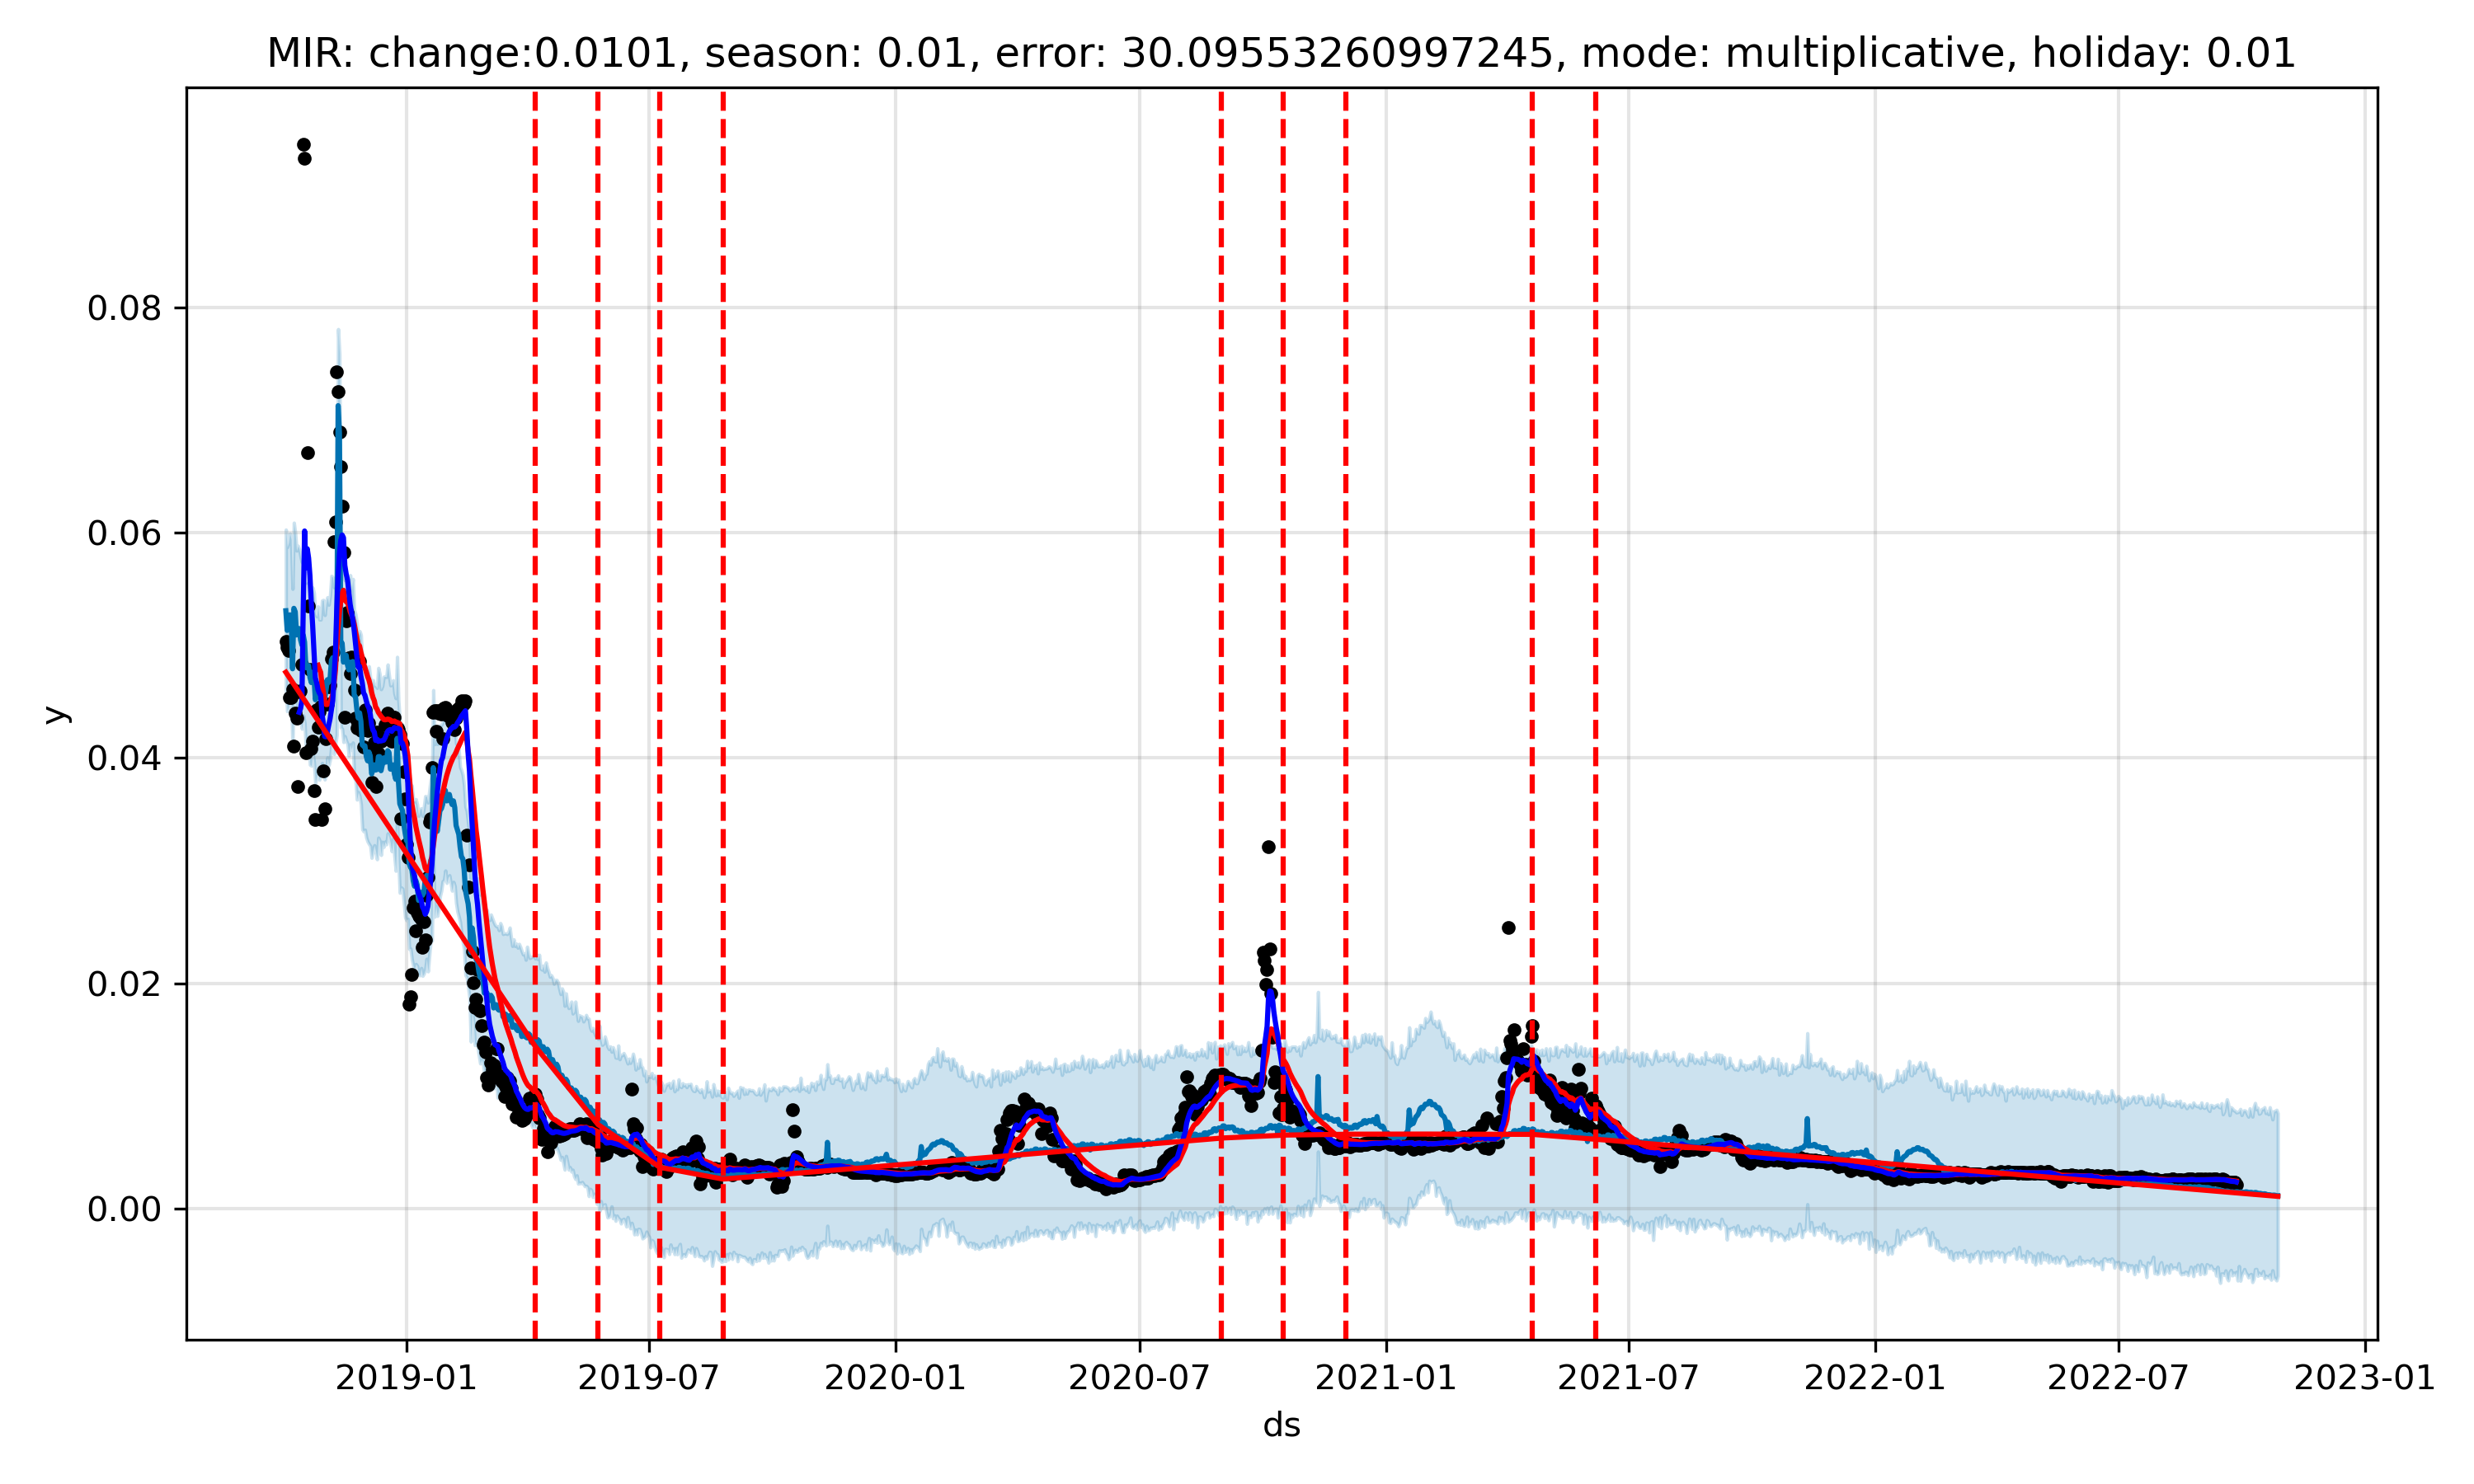 MIR: change:0.0101, season: 0.01, error: 30.09553260997245, mode: multiplicative, holiday: 0.01
y
0.08
0.06
0.04
0.02
0.00
2019-01 2019-07 2020-01 2020-07 2021-01 2021-07 2022-01 2022-07 2023-01
ds